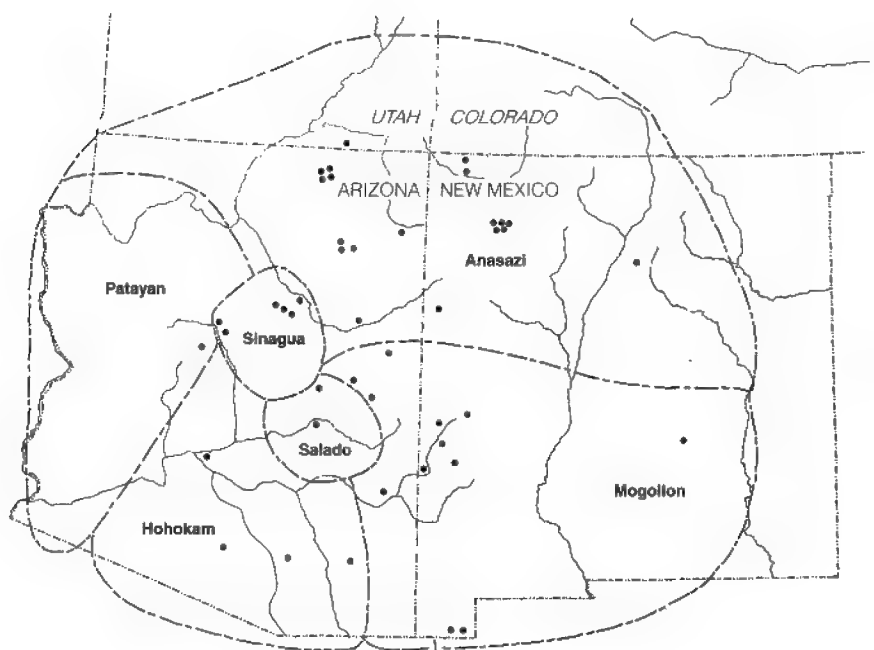 UTAH COLORADO
ARIZONA NEW MEXICO
Anasazi
Patayan
Sinagua
Salado
Mogollon
Hohokam